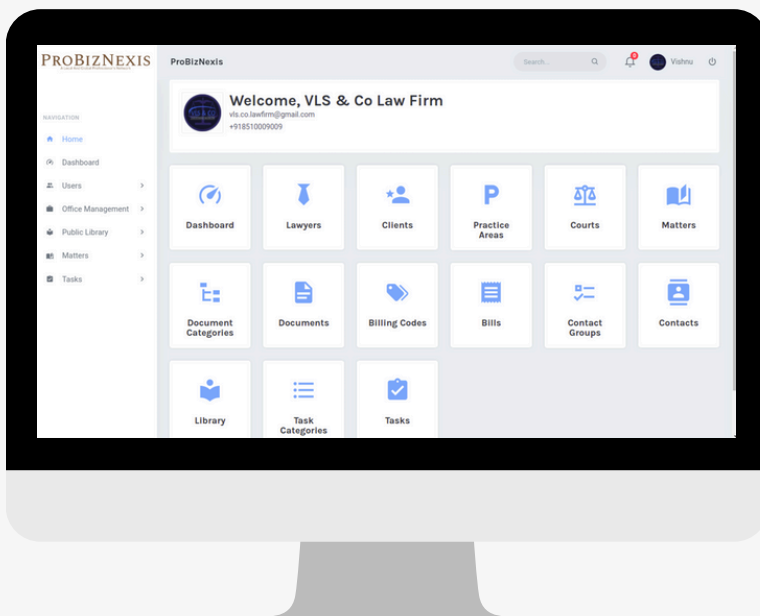 PROBIZNEXIS
ProBizNexis
Search...
0
Vishnu
Welcome, VLS & Co Law Firm
vls.co.lawfirm@gmail.com
+918510009009
NAVIGATION
Home
Dashboard
Users
Office Management
Public Library
Matters
Tasks
Dashboard
Lawyers
Clients
P
Practice
Areas
Courts
Matters
Document
Categories
Documents
Billing Codes
Bills
Contact
Groups
Contacts
Library
Task
Categories
Tasks